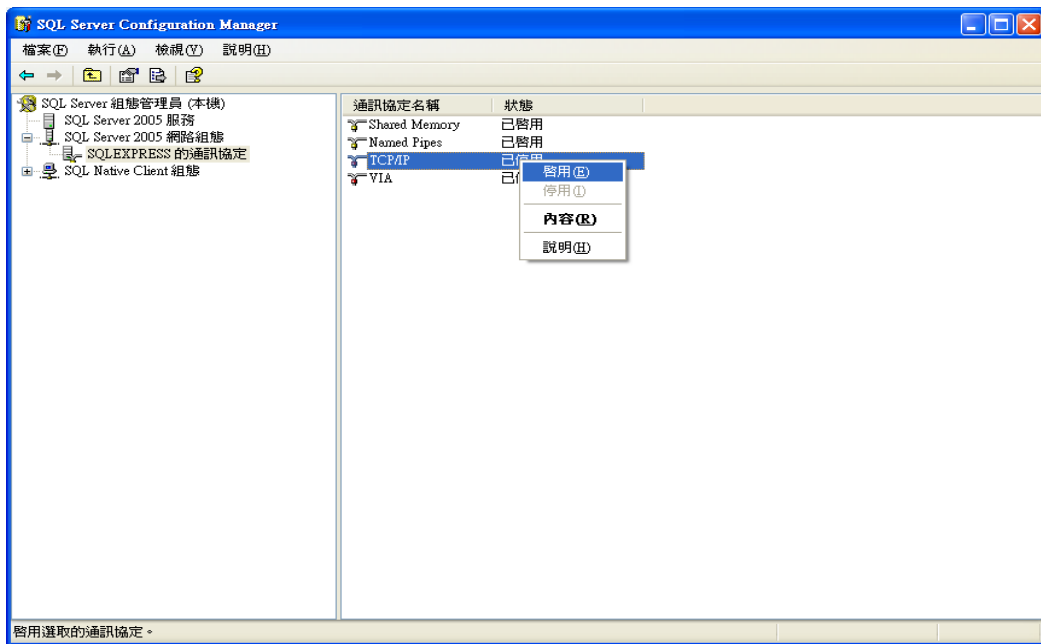 SQL Server Configuration Manager
檔案(F) 執行(A) 檢視(V) 說明(H)
SQL Server 組態管理員 (本機)
SQL Server 2005 服務
SQL Server 2005 網路組態
SQLEXPRESS 的通訊協定
SQL Native Client 組態
通訊協定名稱 狀態
Shared Memory 已啓用
Named Pipes 已啓用
TCP/IP 已停用
VIA 已
啓用(E)
停用(I)
內容(R)
說明(H)
啓用選取的通訊協定。